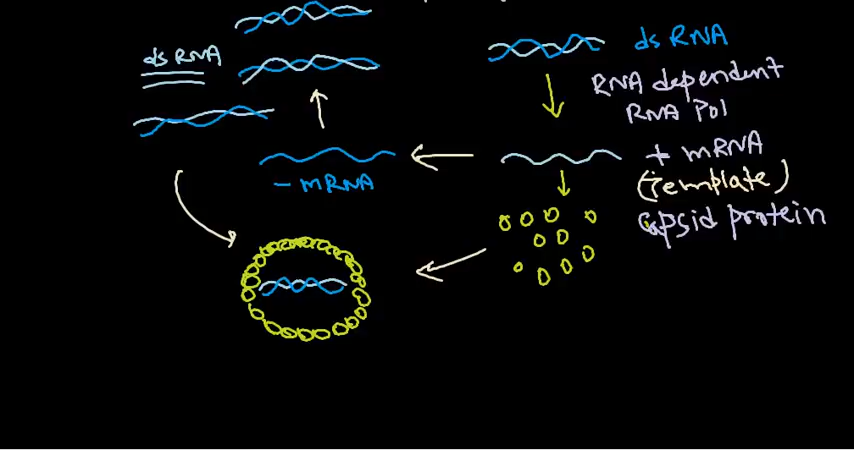 ds RNA
ds RNA
RNA dependent
RNA Pol
+ mRNA
- mRNA
(Template)
Capsid protein